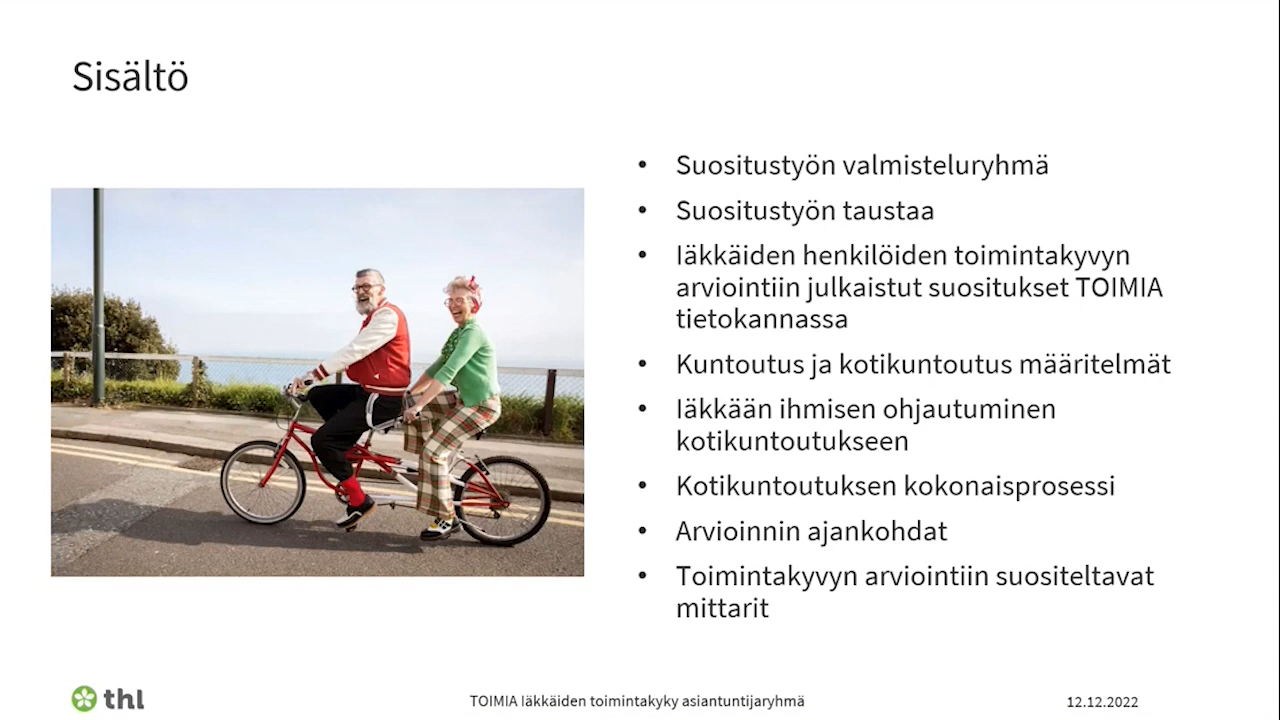 Sisältö
• Suositustyön valmisteluryhmä
• Suositustyön taustaa
• Iäkkäiden henkilöiden toimintakyvyn
arviointiin julkaistut suositukset TOIMIA
tietokannassa
• Kuntoutus ja kotikuntoutus määritelmät
• Iäkkään ihmisen ohjautuminen
kotikuntoutukseen
• Kotikuntoutuksen kokonaisprosessi
• Arvioinnin ajankohdat
• Toimintakyvyn arviointiin suositeltavat
mittarit
thl
TOIMIA Iäkkäiden toimintakyky asiantuntijaryhmä
12.12.2022